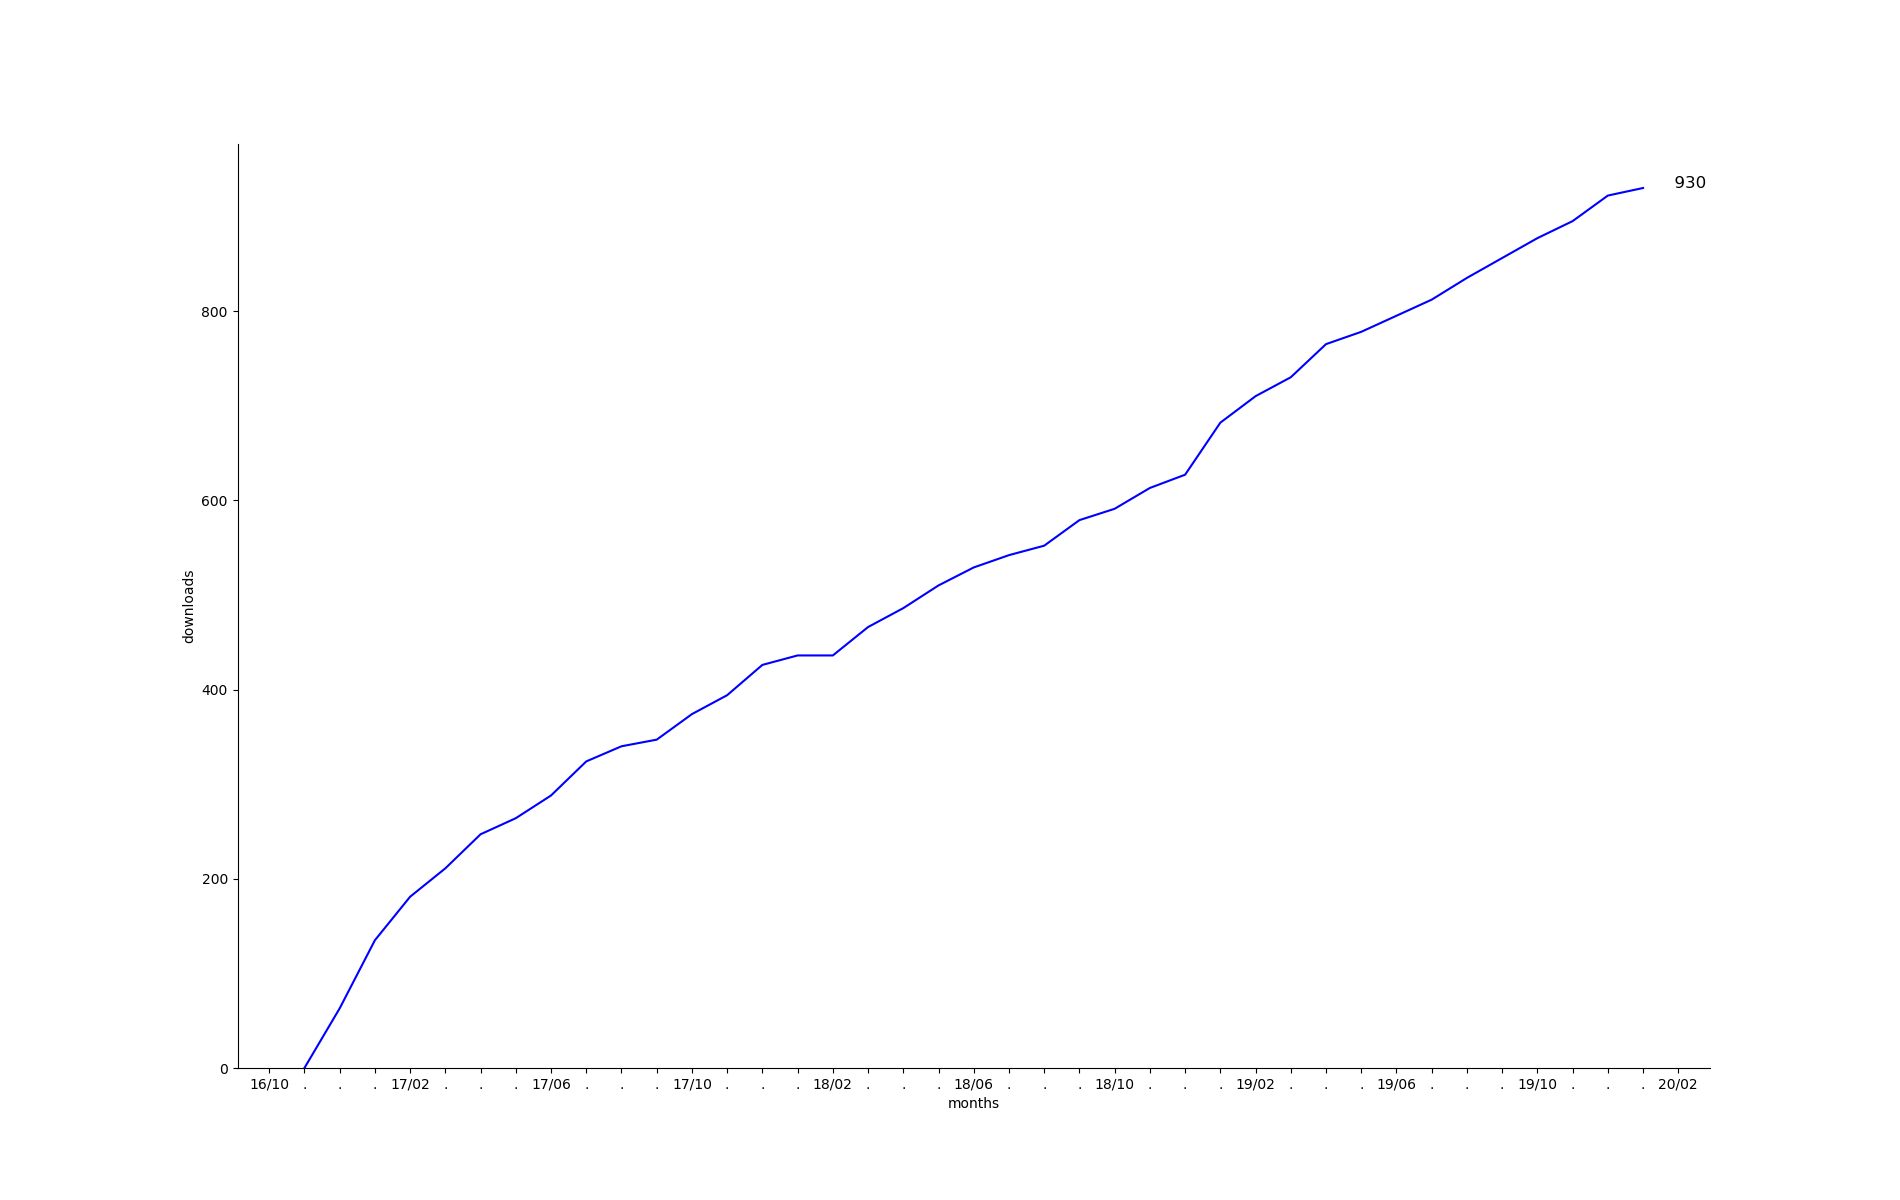 930
800
600
400
200
0
downloads
16/10 . . . 17/02 . . . 17/06 . . . 17/10 . . . 18/02 . . . 18/06 . . . 18/10 . . . 19/02 . . . 19/06 . . . 19/10 . . . 20/02
months